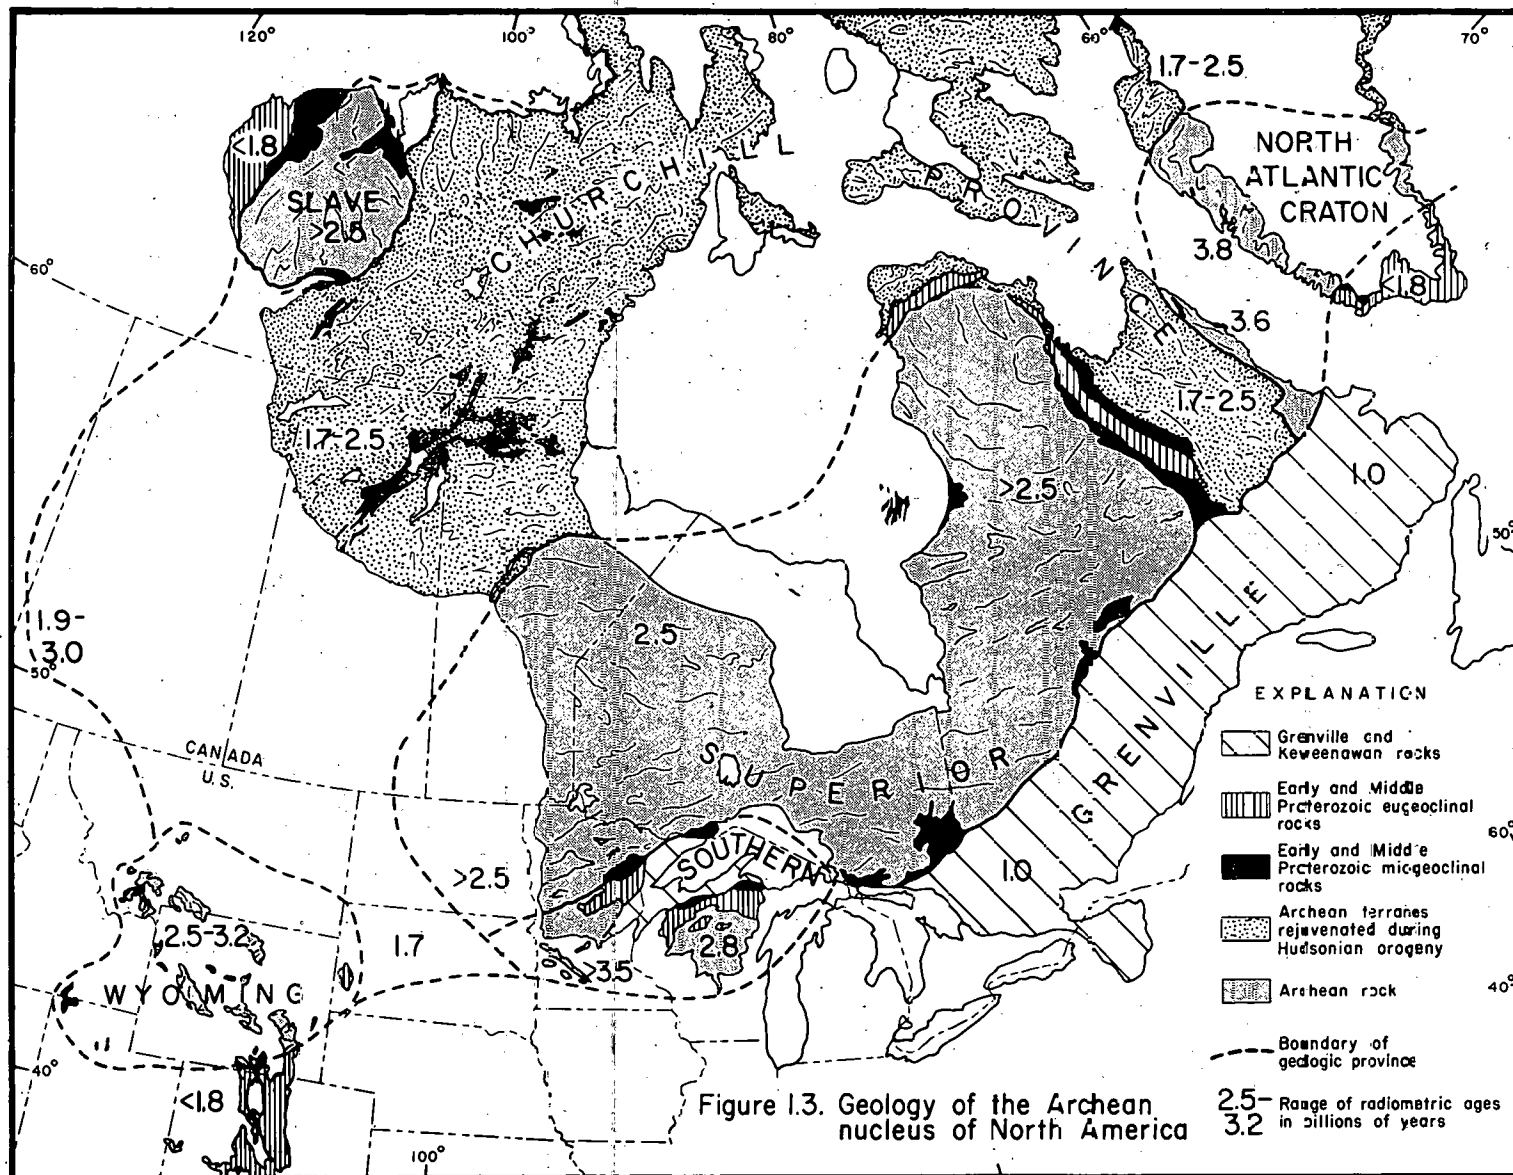 120°
100°
80°
60°
70°
1.7-2.5
<1.8
NORTH
ATLANTIC
CRATON
SLAVE
>2.5
CHURCHILL
PROVINCE
3.8
<1.8
60°
3.6
1.7-2.5
1.7-2.5
1.0
>2.5
50°
1.9-
3.0
50°
2.5
GRENVILLE
CANADA
U.S.
SUPERIOR
SOUTHERN
>2.5
1.0
2.5-3.2
1.7
2.8
>3.5
WYOMING
40°
<1.8
100°
EXPLANATION
Grenville and
Keweenawan rocks
Early and Middle
Proterozoic eugeoclinal
rocks
60°
Early and Middle
Proterozoic miogeoclinal
rocks
Archean terranes
rejuvenated during
Hudsonian orogeny
Archean rock
40°
Boundary of
geologic province
2.5-
3.2
Range of radiometric ages
in billions of years
Figure 1.3. Geology of the Archean
nucleus of North America